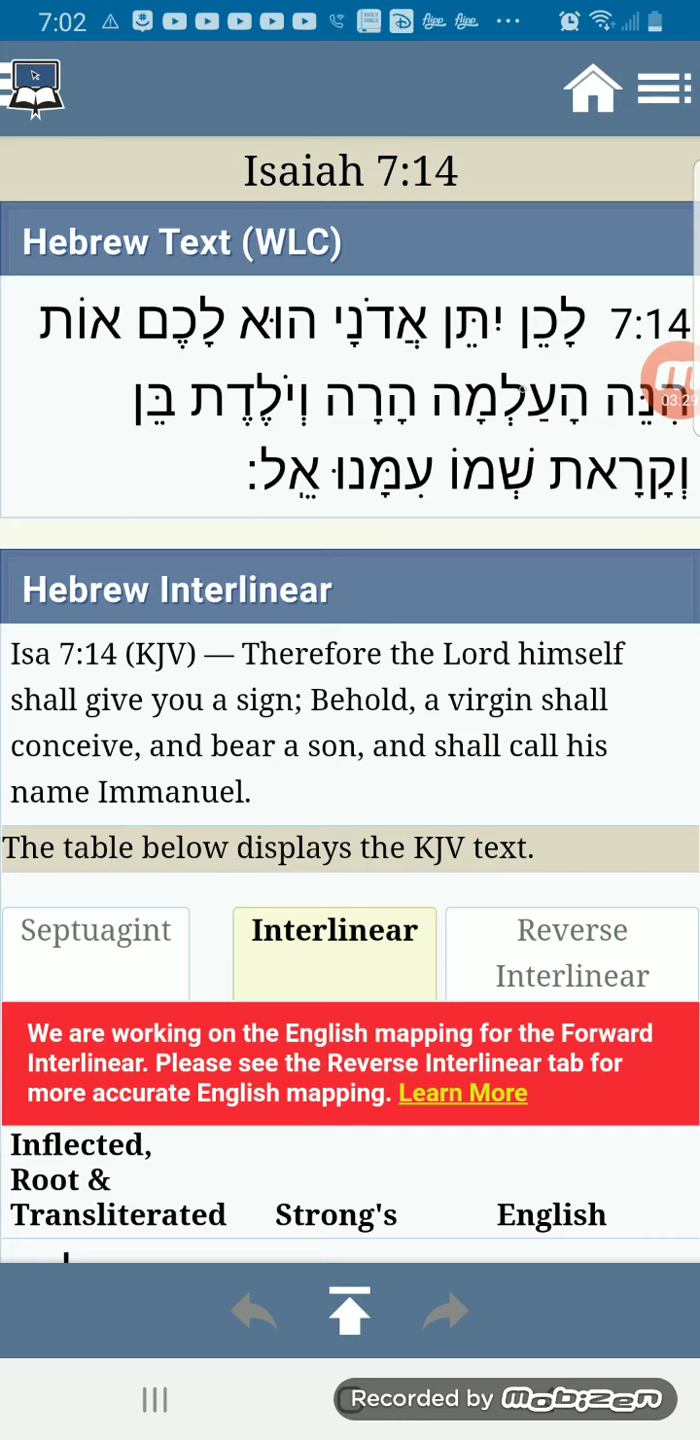 7:02
Isaiah 7:14
Hebrew Text (WLC)
7:14 לָכֵן יִתֵּן אֲדֹנָי הוּא לָכֶם אוֹת
הִנֵּה הָעַלְמָה הָרָה וְיֹלֶדֶת בֵּן
וְקָרָאת שְׁמוֹ עִמָּנוּ אֵֽל׃
03:29
Hebrew Interlinear
Isa 7:14 (KJV) — Therefore the Lord himself
shall give you a sign; Behold, a virgin shall
conceive, and bear a son, and shall call his
name Immanuel.
The table below displays the KJV text.
Septuagint
Interlinear
Reverse
Interlinear
We are working on the English mapping for the Forward
Interlinear. Please see the Reverse Interlinear tab for
more accurate English mapping. Learn More
Inflected,
Root &
Transliterated Strong's English
Recorded by mobizen